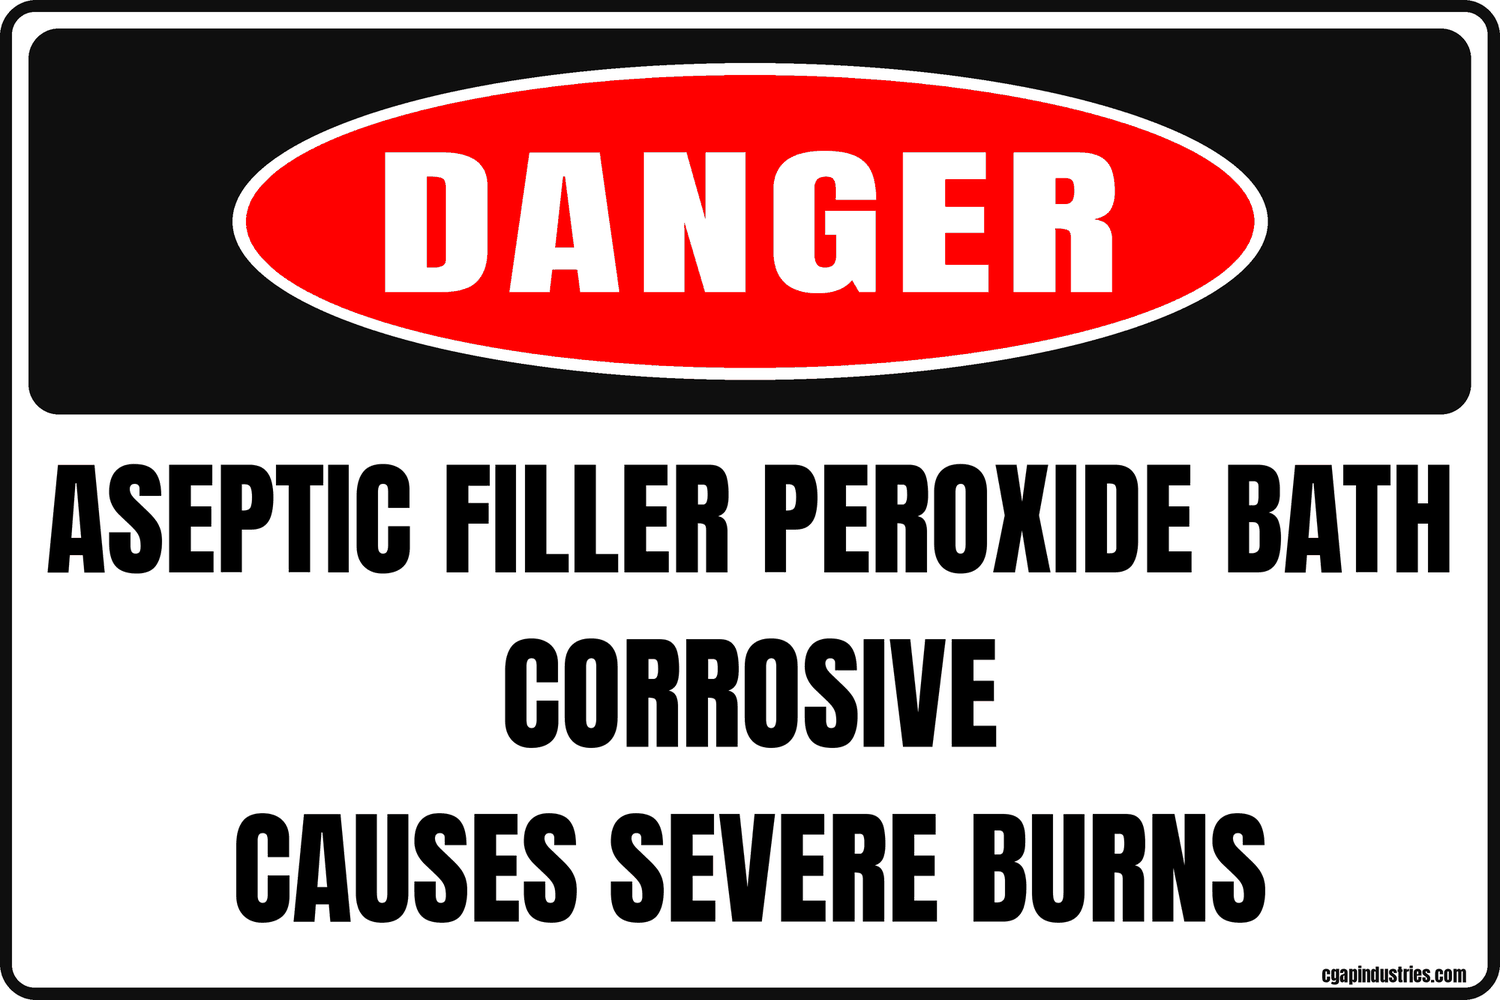 DANGER
ASEPTIC FILLER PEROXIDE BATH
CORROSIVE
CAUSES SEVERE BURNS
cgapindustries.com